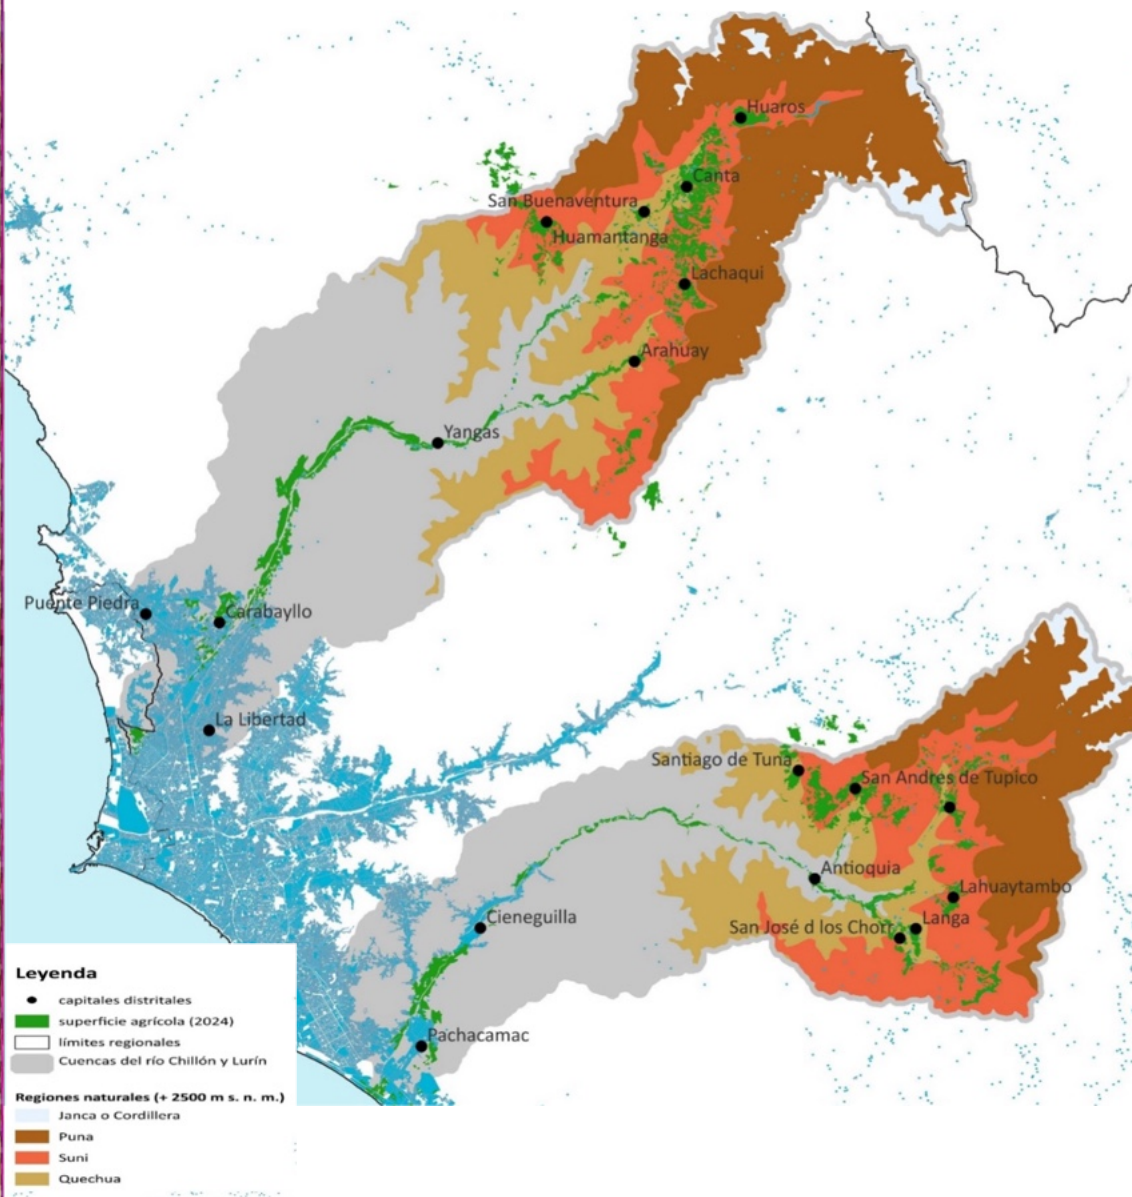 Huaros
Canta
San Buenaventura
Huamantanga
Lachaqui
Arahuay
Yangas
Puente Piedra
Carabayllo
La Libertad
Santiago de Tuna
San Andres de Tupico
Antioquia
Lahuaytambo
Cieneguilla
San José d los Chorr
Langa
Pachacamac
Leyenda
capitales distritales
superficie agrícola (2024)
límites regionales
Cuencas del río Chillón y Lurín
Regiones naturales (+ 2500 m s. n. m.)
Janca o Cordillera
Puna
Suni
Quechua